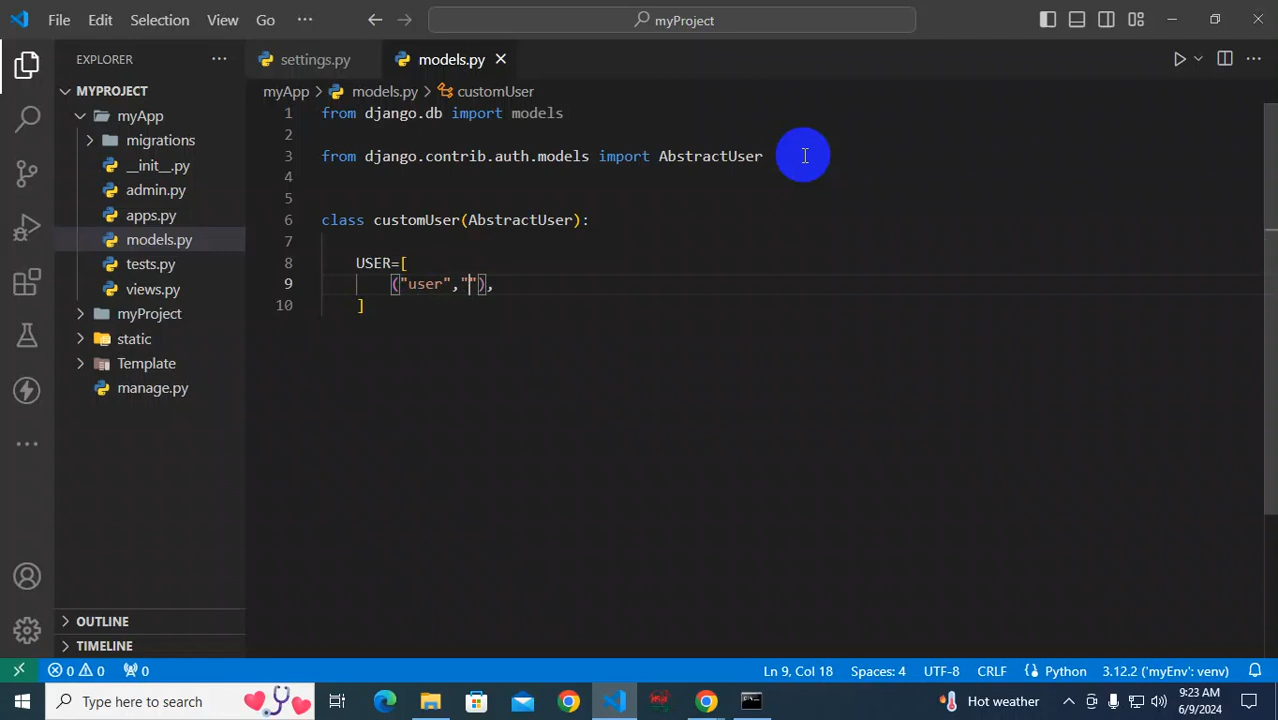 File Edit Selection View Go ··· myProject
EXPLORER ··· settings.py models.py
MYPROJECT
myApp
migrations
__init__.py
admin.py
apps.py
models.py
tests.py
views.py
myProject
static
Template
manage.py
OUTLINE
TIMELINE
myApp > models.py > customUser
1 from django.db import models
2
3 from django.contrib.auth.models import AbstractUser
4
5
6 class customUser(AbstractUser):
7
8 USER=[
9 ("user",""),
10 ]
0 0 0 Ln 9, Col 18 Spaces: 4 UTF-8 CRLF Python 3.12.2 ('myEnv': venv)
Type here to search Hot weather 9:23 AM
6/9/2024